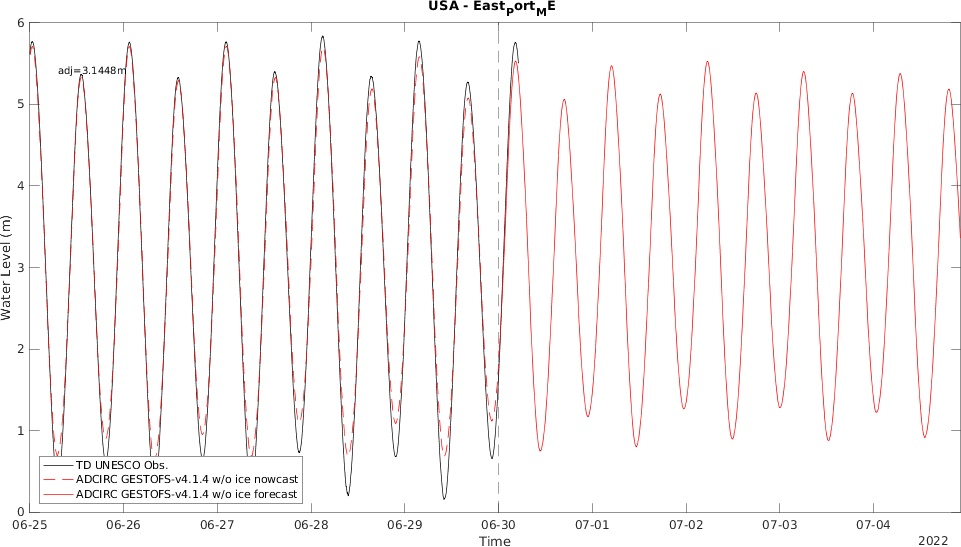 USA - EastPortME
6
adj=3.1448m
5
4
3
2
1
0
Water Level (m)
TD UNESCO Obs.
ADCIRC GESTOFS-v4.1.4 w/o ice nowcast
ADCIRC GESTOFS-v4.1.4 w/o ice forecast
06-25 06-26 06-27 06-28 06-29 06-30 07-01 07-02 07-03 07-04
Time
2022